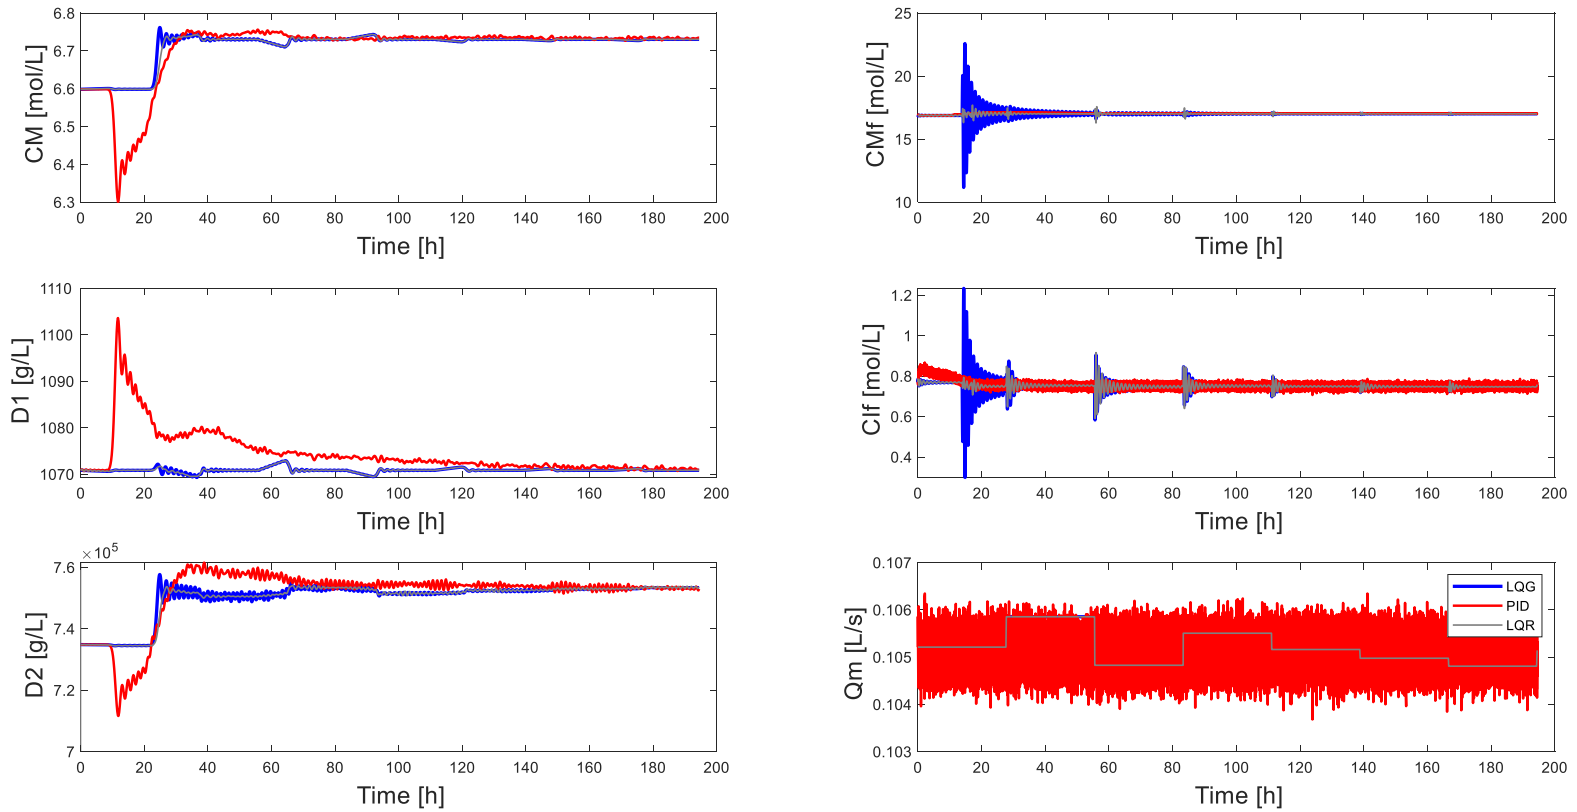 6.8
6.7
6.6
6.5
6.4
6.3
CM [mol/L]
0 20 40 60 80 100 120 140 160 180 200
Time [h]
25
20
15
10
CMf [mol/L]
0 20 40 60 80 100 120 140 160 180 200
Time [h]
1110
1100
1090
1080
1070
D1 [g/L]
0 20 40 60 80 100 120 140 160 180 200
Time [h]
1.2
1
0.8
0.6
0.4
CIf [mol/L]
0 20 40 60 80 100 120 140 160 180 200
Time [h]
×10^5
7.6
7.4
7.2
7
D2 [g/L]
0 20 40 60 80 100 120 140 160 180 200
Time [h]
0.107
0.106
0.105
0.104
0.103
Qm [L/s]
LQG
PID
LQR
0 20 40 60 80 100 120 140 160 180 200
Time [h]